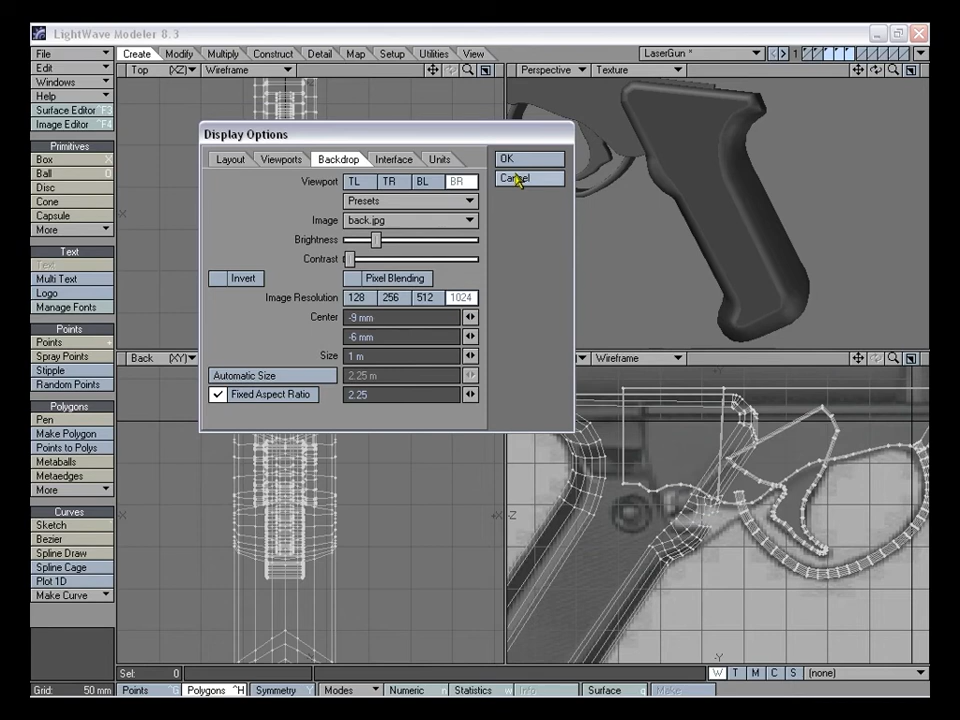 LightWave Modeler 8.3
File
Create Modify Multiply Construct Detail Map Setup Utilities View LaserGun * 1
Edit
Top (XZ) Wireframe Perspective Texture
Windows
Help
Surface Editor ^F3
Image Editor ^F4
Primitives
Box X
Ball O
Disc
Cone
Capsule
More
Text
Text
Multi Text
Logo
Manage Fonts
Points
Points +
Spray Points
Stipple
Random Points
Polygons
Pen
Make Polygon
Points to Polys
Metaballs
Metaedges
More
Curves
Sketch
Bezier
Spline Draw
Spline Cage
Plot 1D
Make Curve
Display Options
Layout Viewports Backdrop Interface Units
OK
Cancel
Viewport TL TR BL BR
Presets
Image back.jpg
Brightness
Contrast
Invert Pixel Blending
Image Resolution 128 256 512 1024
Center -9 mm
-6 mm
Size 1 m
Automatic Size 2.25 m
Fixed Aspect Ratio 2.25
Back (XY) Wireframe
X X Z
-Y
Sel: 0 W T M C S (none)
Grid: 50 mm Points ^G Polygons ^H Symmetry Y Modes Numeric n Statistics w Info Surface q Make